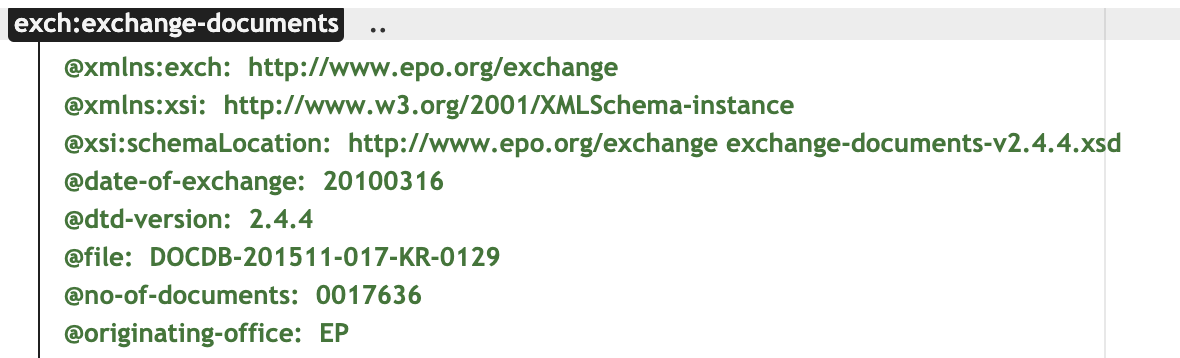 exch:exchange-documents ..
@xmlns:exch: http://www.epo.org/exchange
@xmlns:xsi: http://www.w3.org/2001/XMLSchema-instance
@xsi:schemaLocation: http://www.epo.org/exchange exchange-documents-v2.4.4.xsd
@date-of-exchange: 20100316
@dtd-version: 2.4.4
@file: DOCDB-201511-017-KR-0129
@no-of-documents: 0017636
@originating-office: EP